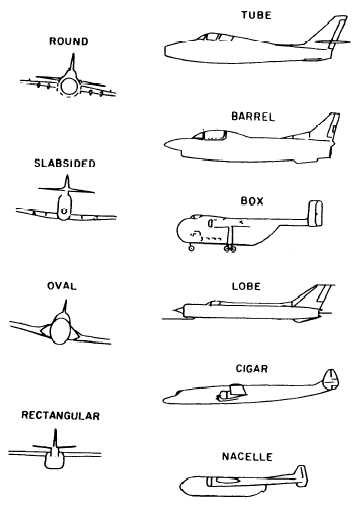 ROUND
SLABSIDED
OVAL
RECTANGULAR
TUBE
BARREL
BOX
LOBE
CIGAR
NACELLE